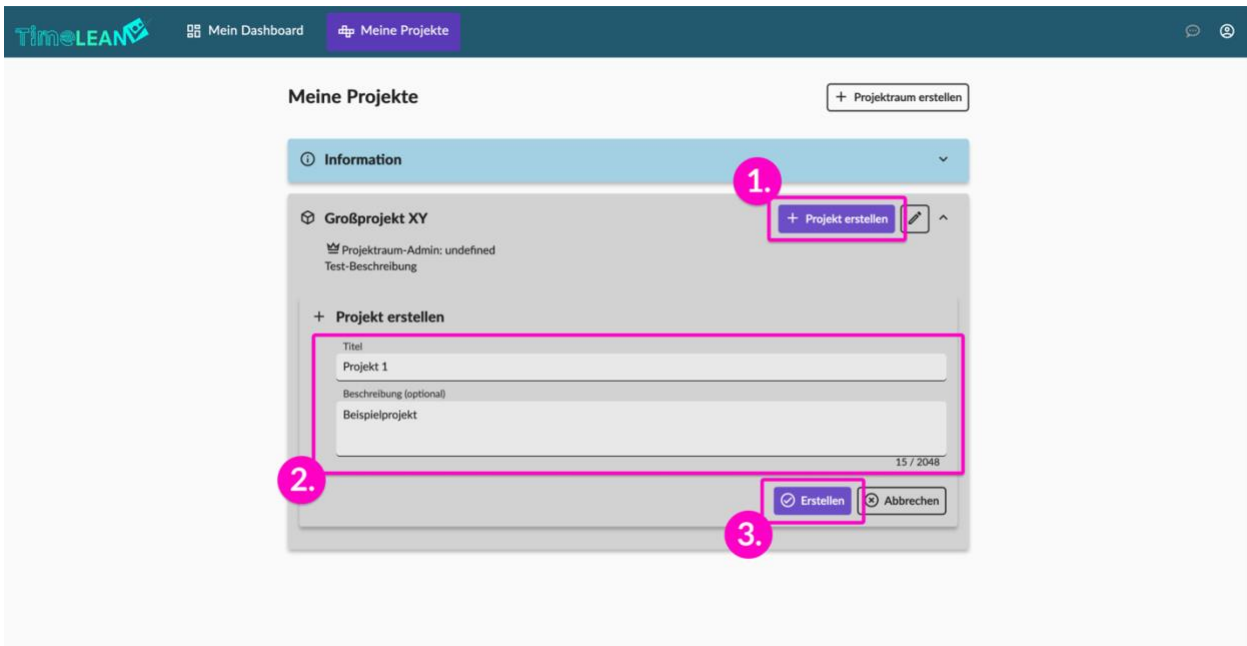 TimeLEAN
Mein Dashboard
Meine Projekte
Meine Projekte
+ Projektraum erstellen
Information
1.
Großprojekt XY
+ Projekt erstellen
Projektraum-Admin: undefined
Test-Beschreibung
+ Projekt erstellen
Titel
Projekt 1
Beschreibung (optional)
Beispielprojekt
15 / 2048
2.
Erstellen
Abbrechen
3.